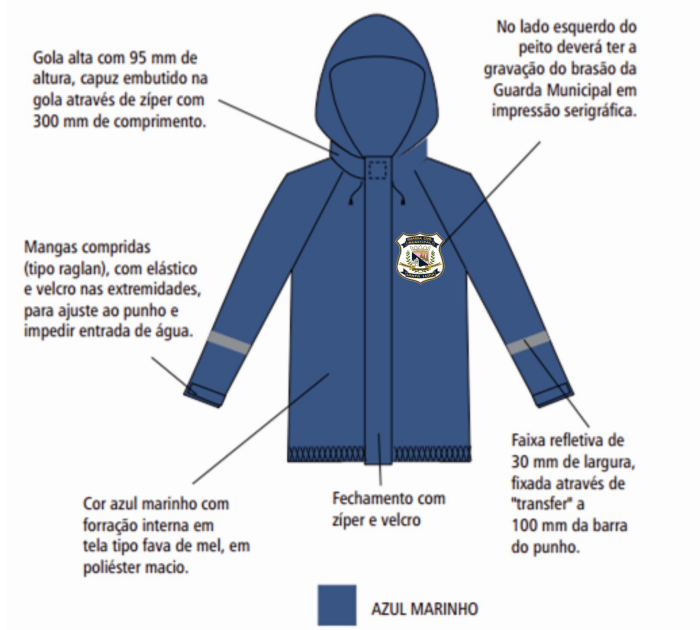 Gola alta com 95 mm de
altura, capuz embutido na
gola através de zíper com
300 mm de comprimento.
No lado esquerdo do
peito deverá ter a
gravação do brasão da
Guarda Municipal em
impressão serigráfica.
Mangas compridas
(tipo raglan), com elástico
e velcro nas extremidades,
para ajuste ao punho e
impedir entrada de água.
Faixa refletiva de
30 mm de largura,
fixada através de
"transfer" a
100 mm da barra
do punho.
Cor azul marinho com
forração interna em
tela tipo fava de mel, em
poliéster macio.
Fechamento com
zíper e velcro
AZUL MARINHO